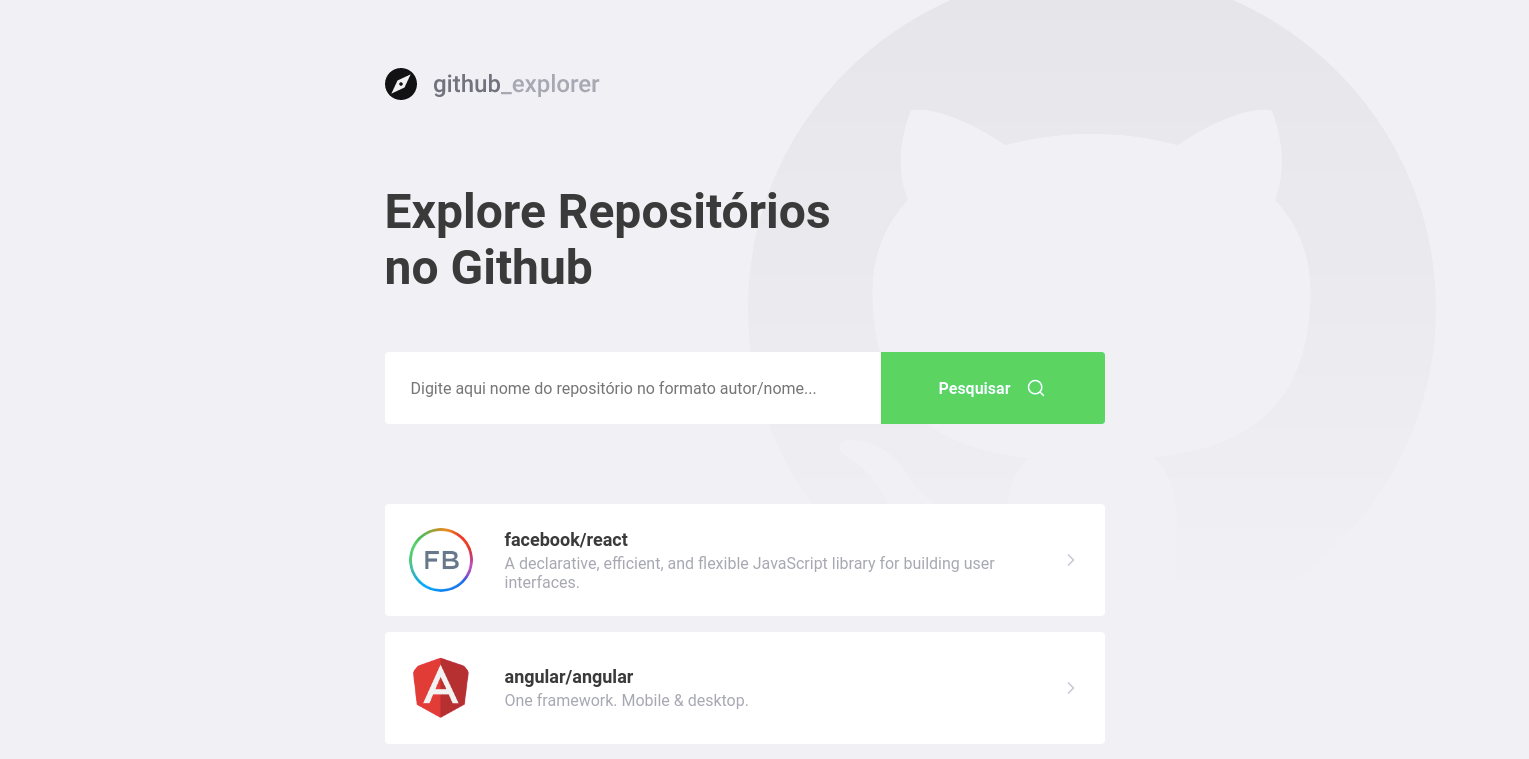 github_explorer
Explore Repositórios
no Github
Digite aqui nome do repositório no formato autor/nome...
Pesquisar
FB
facebook/react
A declarative, efficient, and flexible JavaScript library for building user
interfaces.
A
angular/angular
One framework. Mobile & desktop.